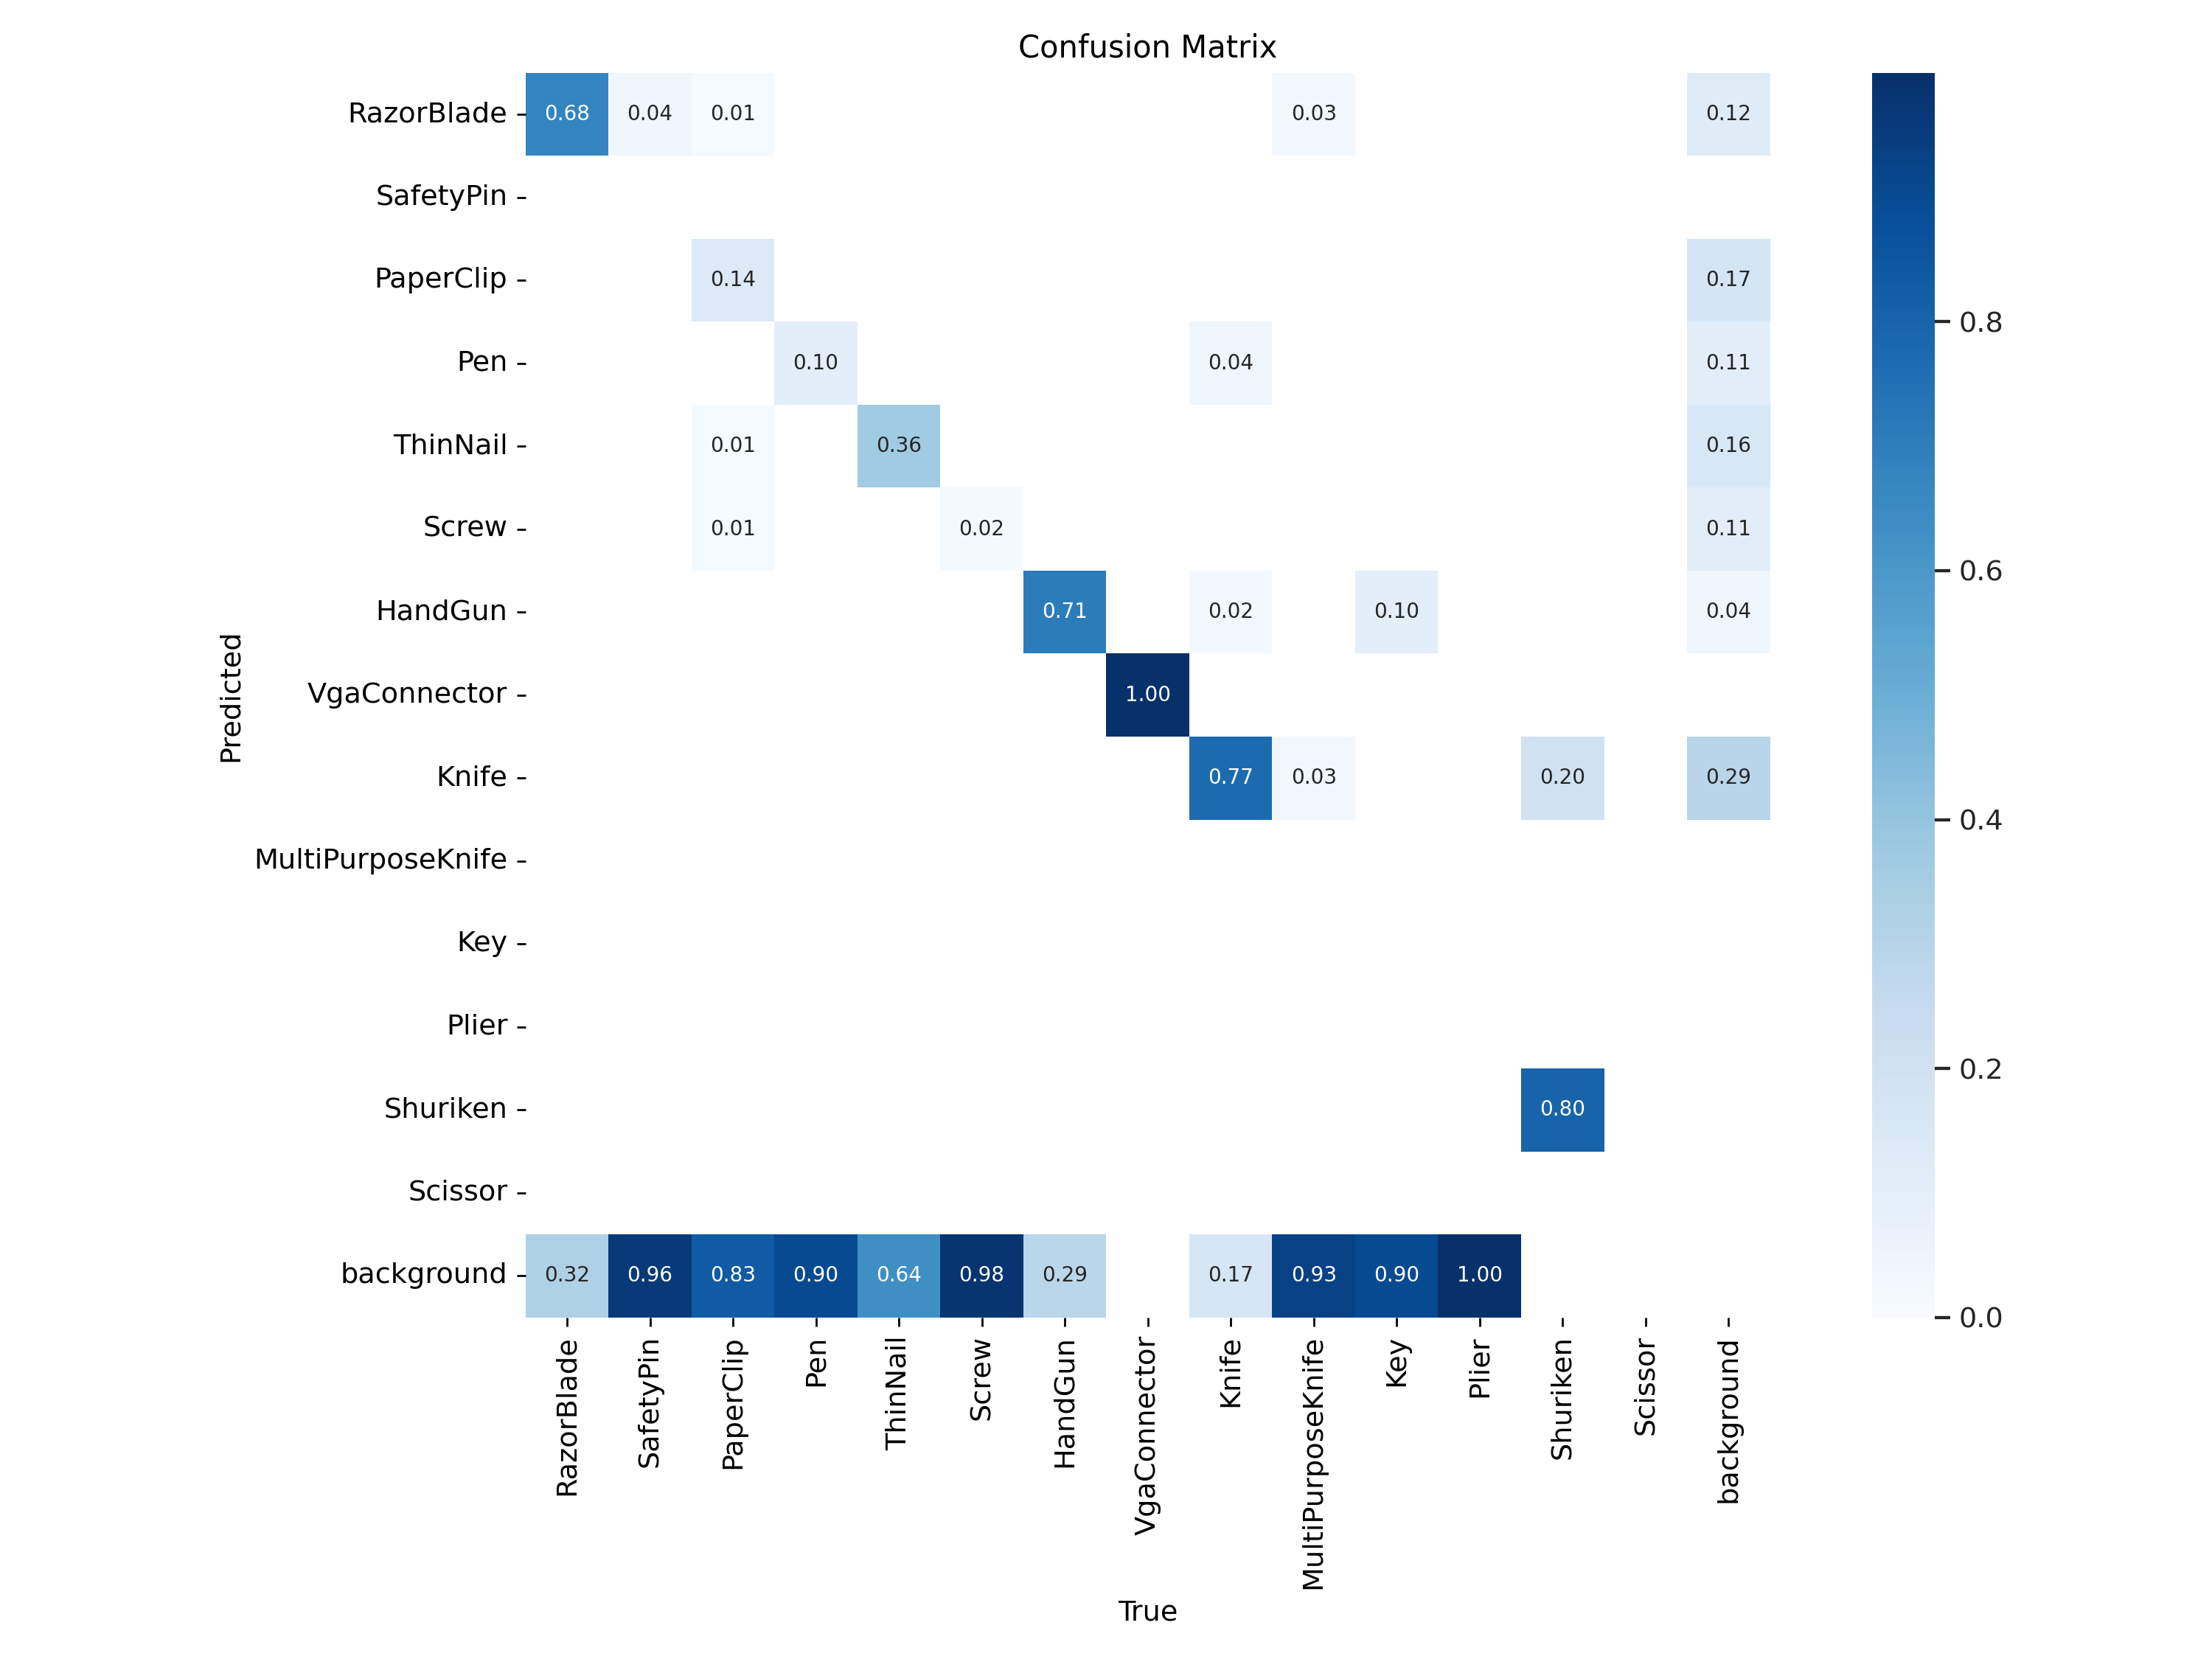 Confusion Matrix
RazorBlade 0.68 0.04 0.01 0.03 0.12
SafetyPin
PaperClip 0.14 0.17
Pen 0.10 0.04 0.11
ThinNail 0.01 0.36 0.16
Screw 0.01 0.02 0.11
HandGun 0.71 0.02 0.10 0.04
VgaConnector 1.00
Knife 0.77 0.03 0.20 0.29
MultiPurposeKnife
Key
Plier
Shuriken 0.80
Scissor
background 0.32 0.96 0.83 0.90 0.64 0.98 0.29 0.17 0.93 0.90 1.00
Predicted
RazorBlade
SafetyPin
PaperClip
Pen
ThinNail
Screw
HandGun
VgaConnector
Knife
MultiPurposeKnife
Key
Plier
Shuriken
Scissor
background
True
0.8
0.6
0.4
0.2
0.0